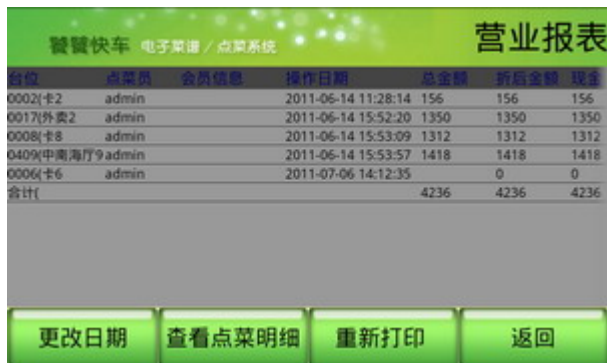 饕餮快车 电子菜谱/点菜系统 营业报表
台位 点菜员 会员信息 操作日期 总金额 折后金额 现金
0002(卡2 admin 2011-06-14 11:28:14 156 156 156
0017(外卖2 admin 2011-06-14 15:52:20 1350 1350 1350
0008(卡8 admin 2011-06-14 15:53:09 1312 1312 1312
0409(中南海厅9 admin 2011-06-14 15:53:57 1418 1418 1418
0006(卡6 admin 2011-07-06 14:12:35 0 0
合计( 4236 4236 4236
更改日期 查看点菜明细 重新打印 返回